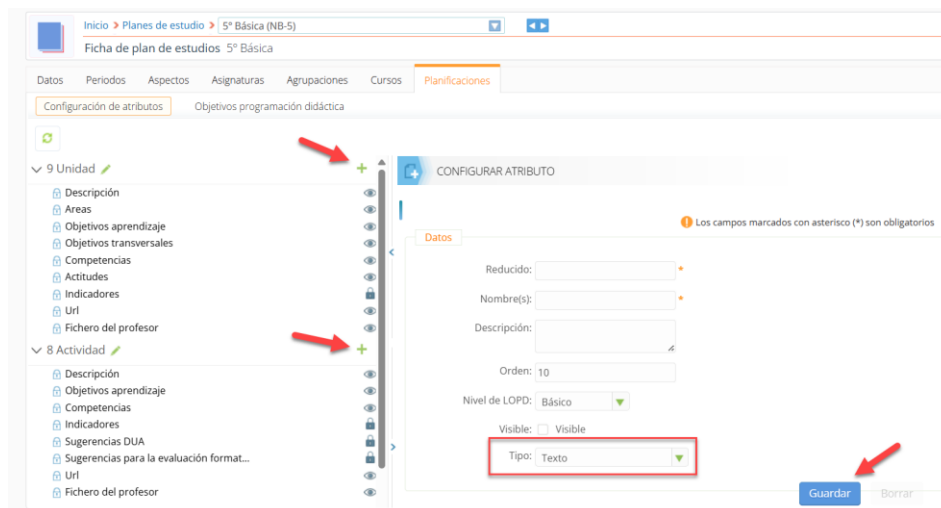 Inicio > Planes de estudio > 5° Básica (NB-5)
Ficha de plan de estudios 5° Básica
Datos Periodos Aspectos Asignaturas Agrupaciones Cursos Planificaciones
Configuración de atributos Objetivos programación didáctica
9 Unidad
Descripción
Areas
Objetivos aprendizaje
Objetivos transversales
Competencias
Actitudes
Indicadores
Url
Fichero del profesor
8 Actividad
Descripción
Objetivos aprendizaje
Competencias
Indicadores
Sugerencias DUA
Sugerencias para la evaluación format...
Url
Fichero del profesor
CONFIGURAR ATRIBUTO
Los campos marcados con asterisco (*) son obligatorios
Datos
Reducido: *
Nombre(s): *
Descripción:
Orden: 10
Nivel de LOPD: Básico
Visible: Visible
Tipo: Texto
Guardar Borrar